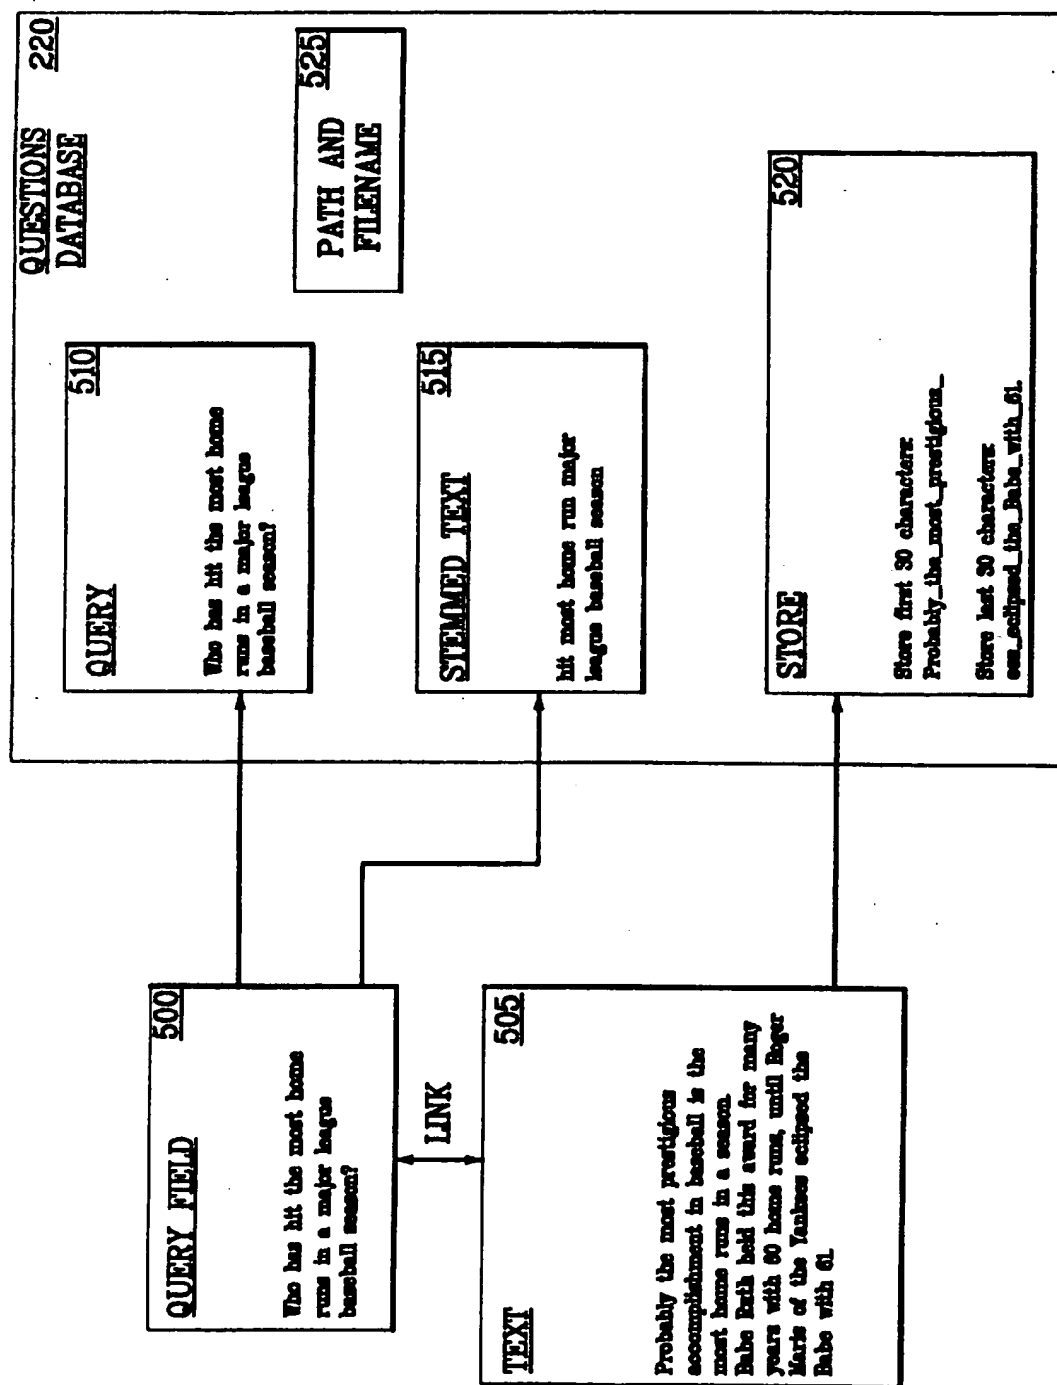 QUESTIONS 220
DATABASE
QUERY FIELD 500
Who has hit the most home
runs in a major league
baseball season?
LINK
TEXT 505
Probably the most prestigious
accomplishment in baseball is the
most home runs in a season.
Babe Ruth held this award for many
years with 60 home runs, until Roger
Maris of the Yankees eclipsed the
Babe with 61.
QUERY 510
Who has hit the most home
runs in a major league
baseball season?
STEMMED TEXT 515
hit most home run major
league baseball season
STORE 520
Store first 30 characters:
Probably_the_most_prestigious_
Store last 30 characters:
ees_eclipsed_the_Babe_with_61.
PATH AND 525
FILENAME